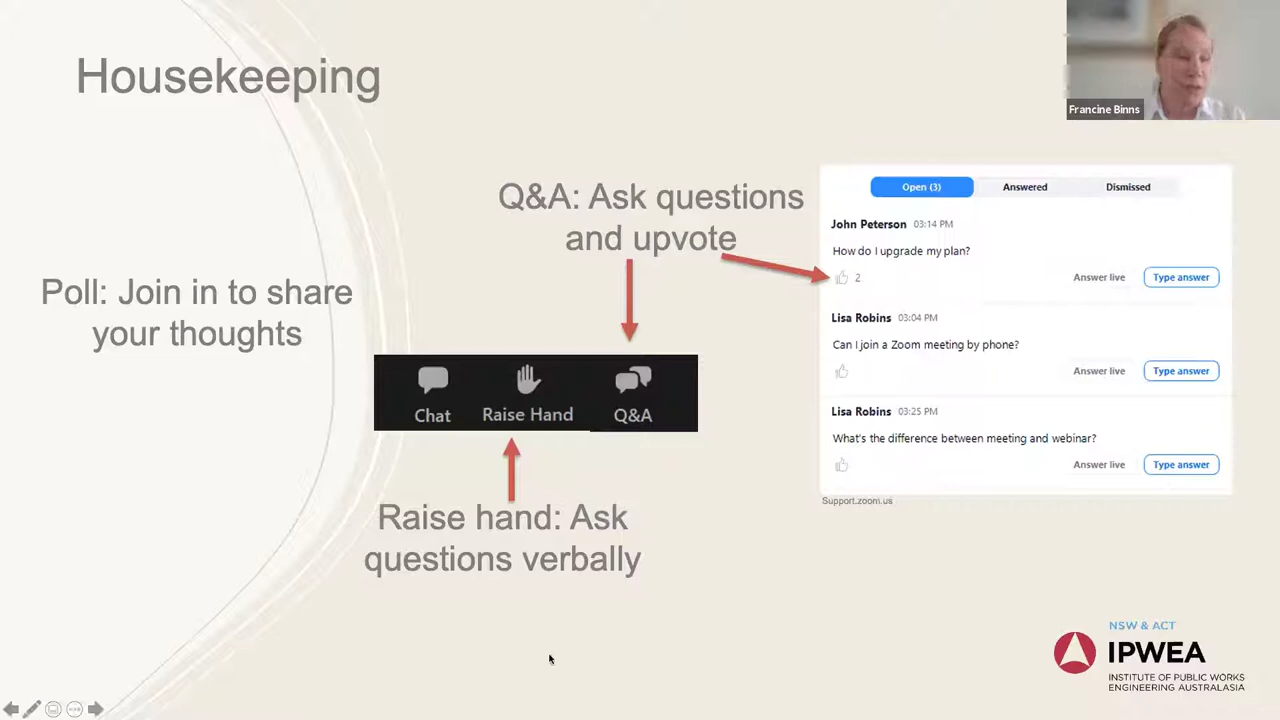 Housekeeping
Francine Binns
Q&A: Ask questions
and upvote
Poll: Join in to share
your thoughts
Chat
Raise Hand
Q&A
Raise hand: Ask
questions verbally
Open (3)
Answered
Dismissed
John Peterson 03:14 PM
How do I upgrade my plan?
2
Answer live
Type answer
Lisa Robins 03:04 PM
Can I join a Zoom meeting by phone?
Answer live
Type answer
Lisa Robins 03:25 PM
What's the difference between meeting and webinar?
Answer live
Type answer
Support.zoom.us
NSW & ACT
IPWEA
INSTITUTE OF PUBLIC WORKS
ENGINEERING AUSTRALASIA